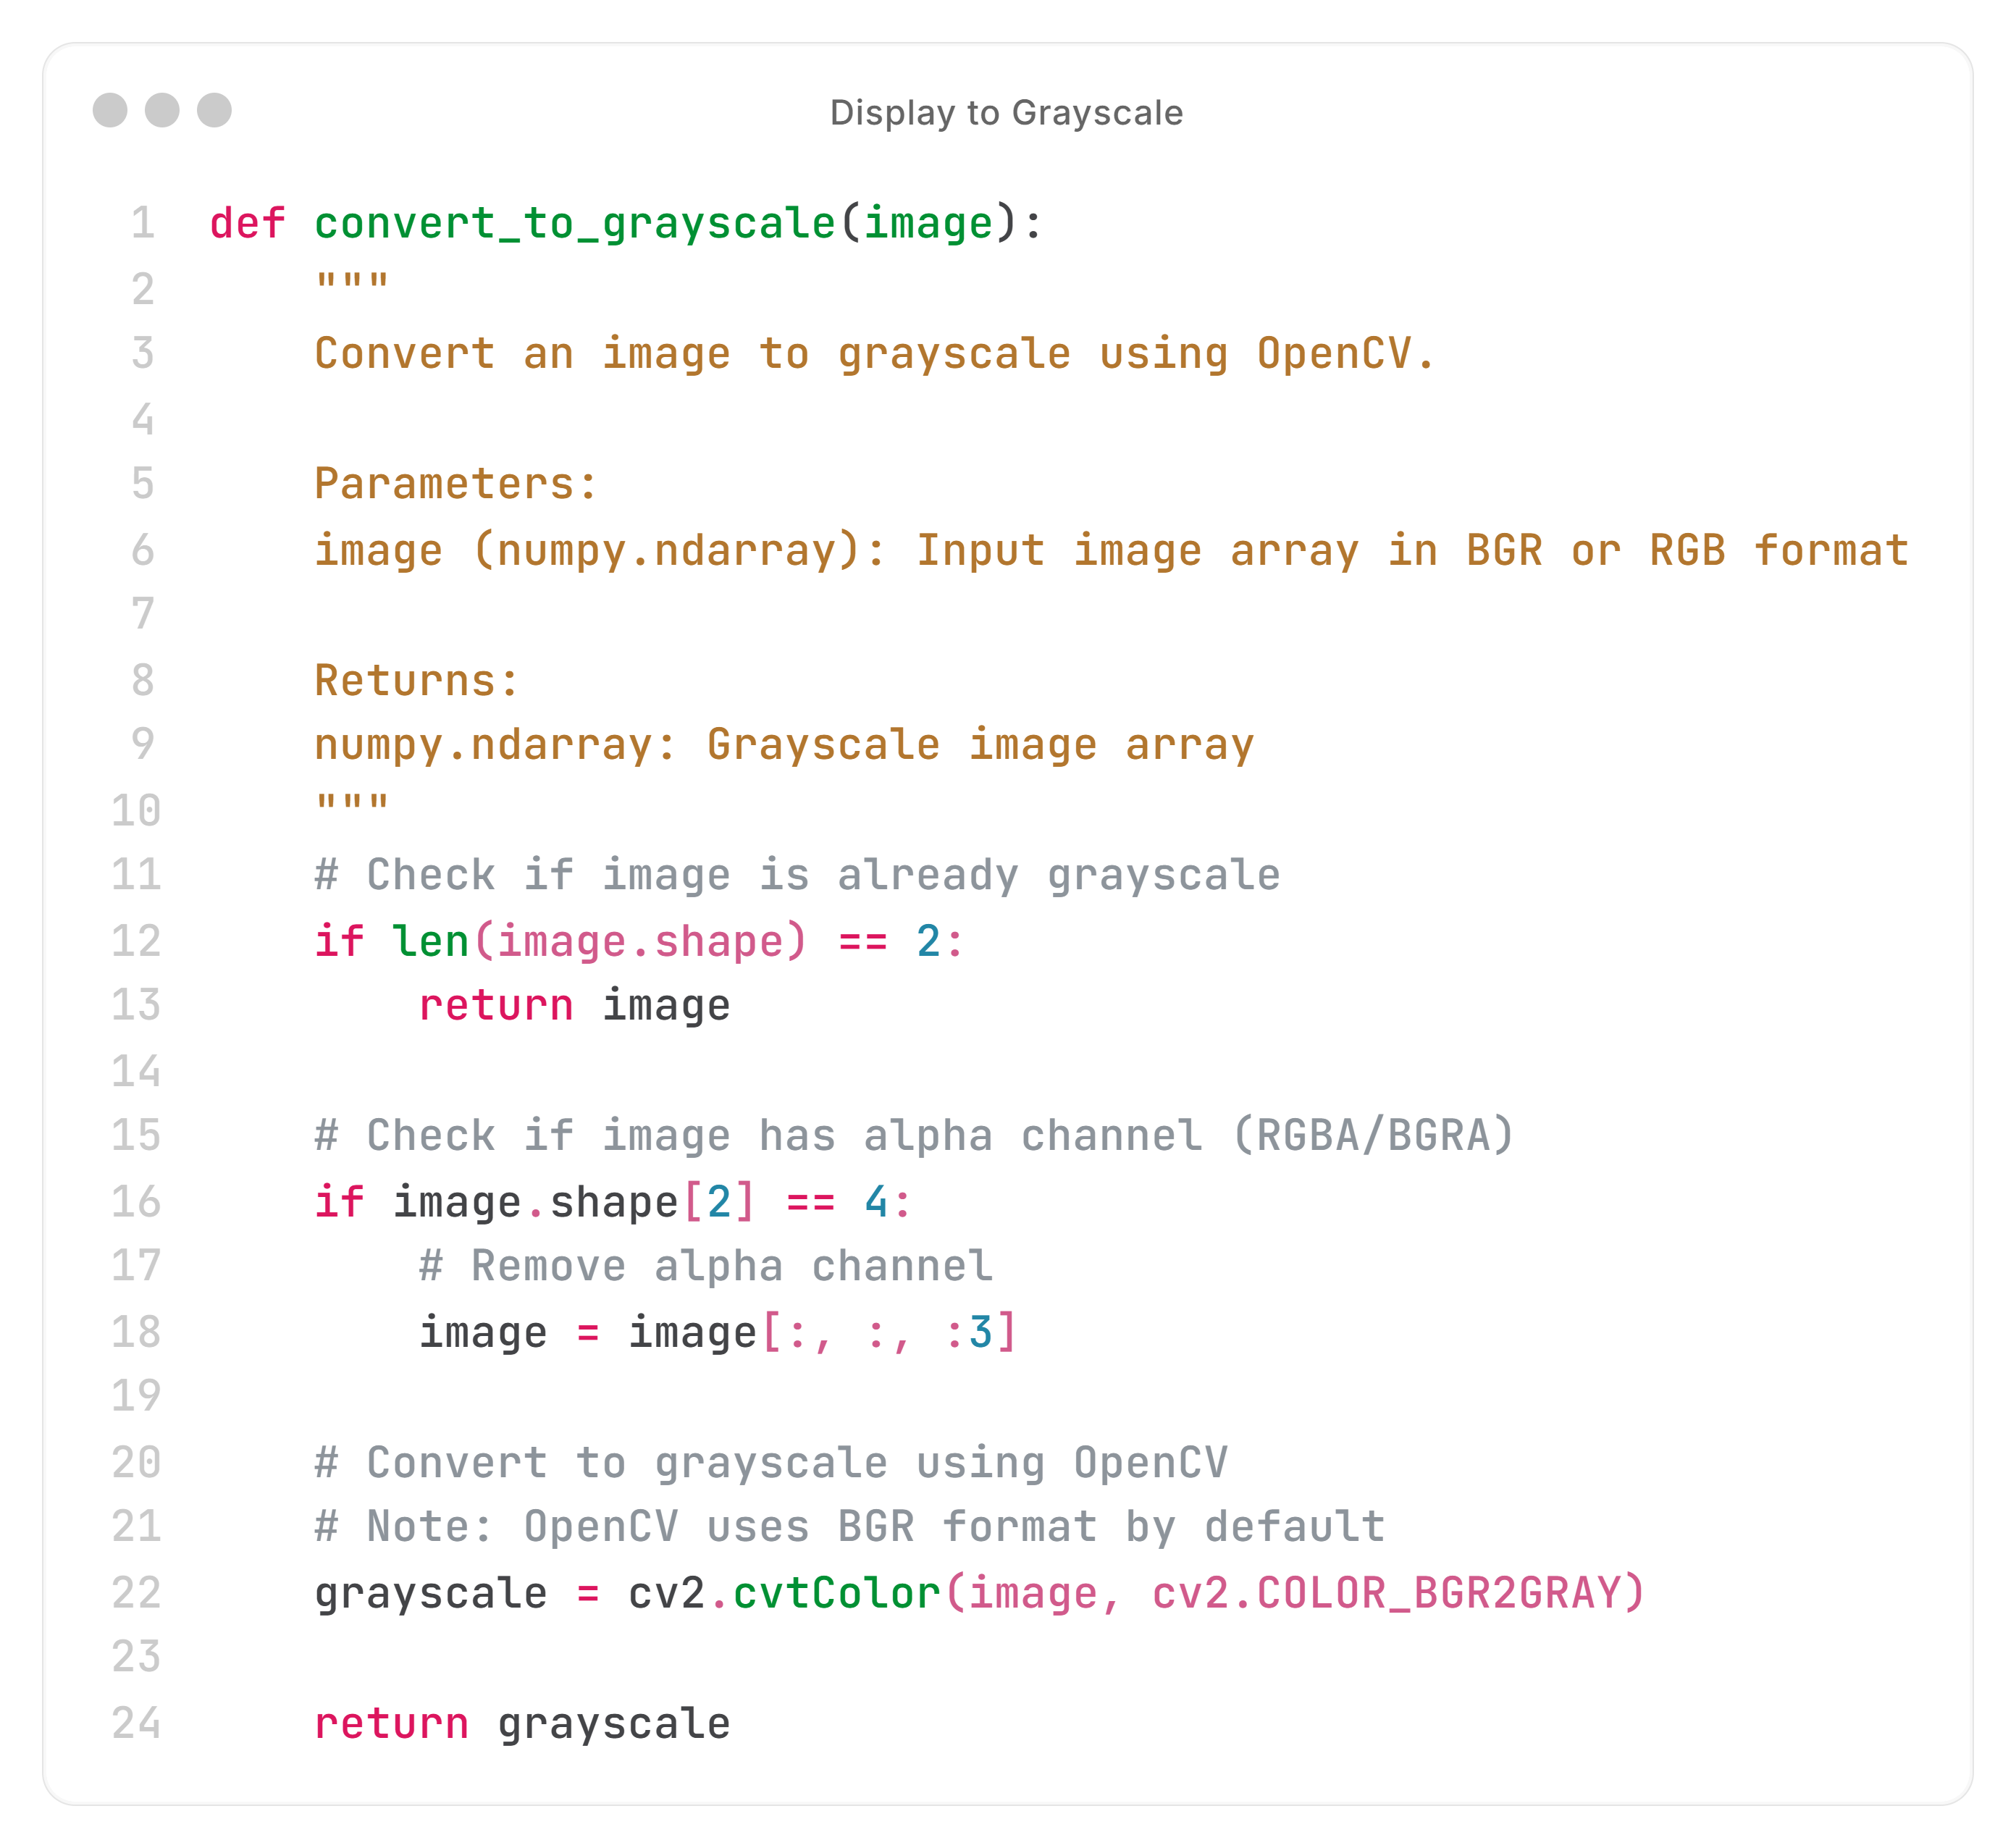 Display to Grayscale
1 def convert_to_grayscale(image):
2     """
3     Convert an image to grayscale using OpenCV.
4
5     Parameters:
6     image (numpy.ndarray): Input image array in BGR or RGB format
7
8     Returns:
9     numpy.ndarray: Grayscale image array
10     """
11     # Check if image is already grayscale
12     if len(image.shape) == 2:
13         return image
14
15     # Check if image has alpha channel (RGBA/BGRA)
16     if image.shape[2] == 4:
17         # Remove alpha channel
18         image = image[:, :, :3]
19
20     # Convert to grayscale using OpenCV
21     # Note: OpenCV uses BGR format by default
22     grayscale = cv2.cvtColor(image, cv2.COLOR_BGR2GRAY)
23
24     return grayscale